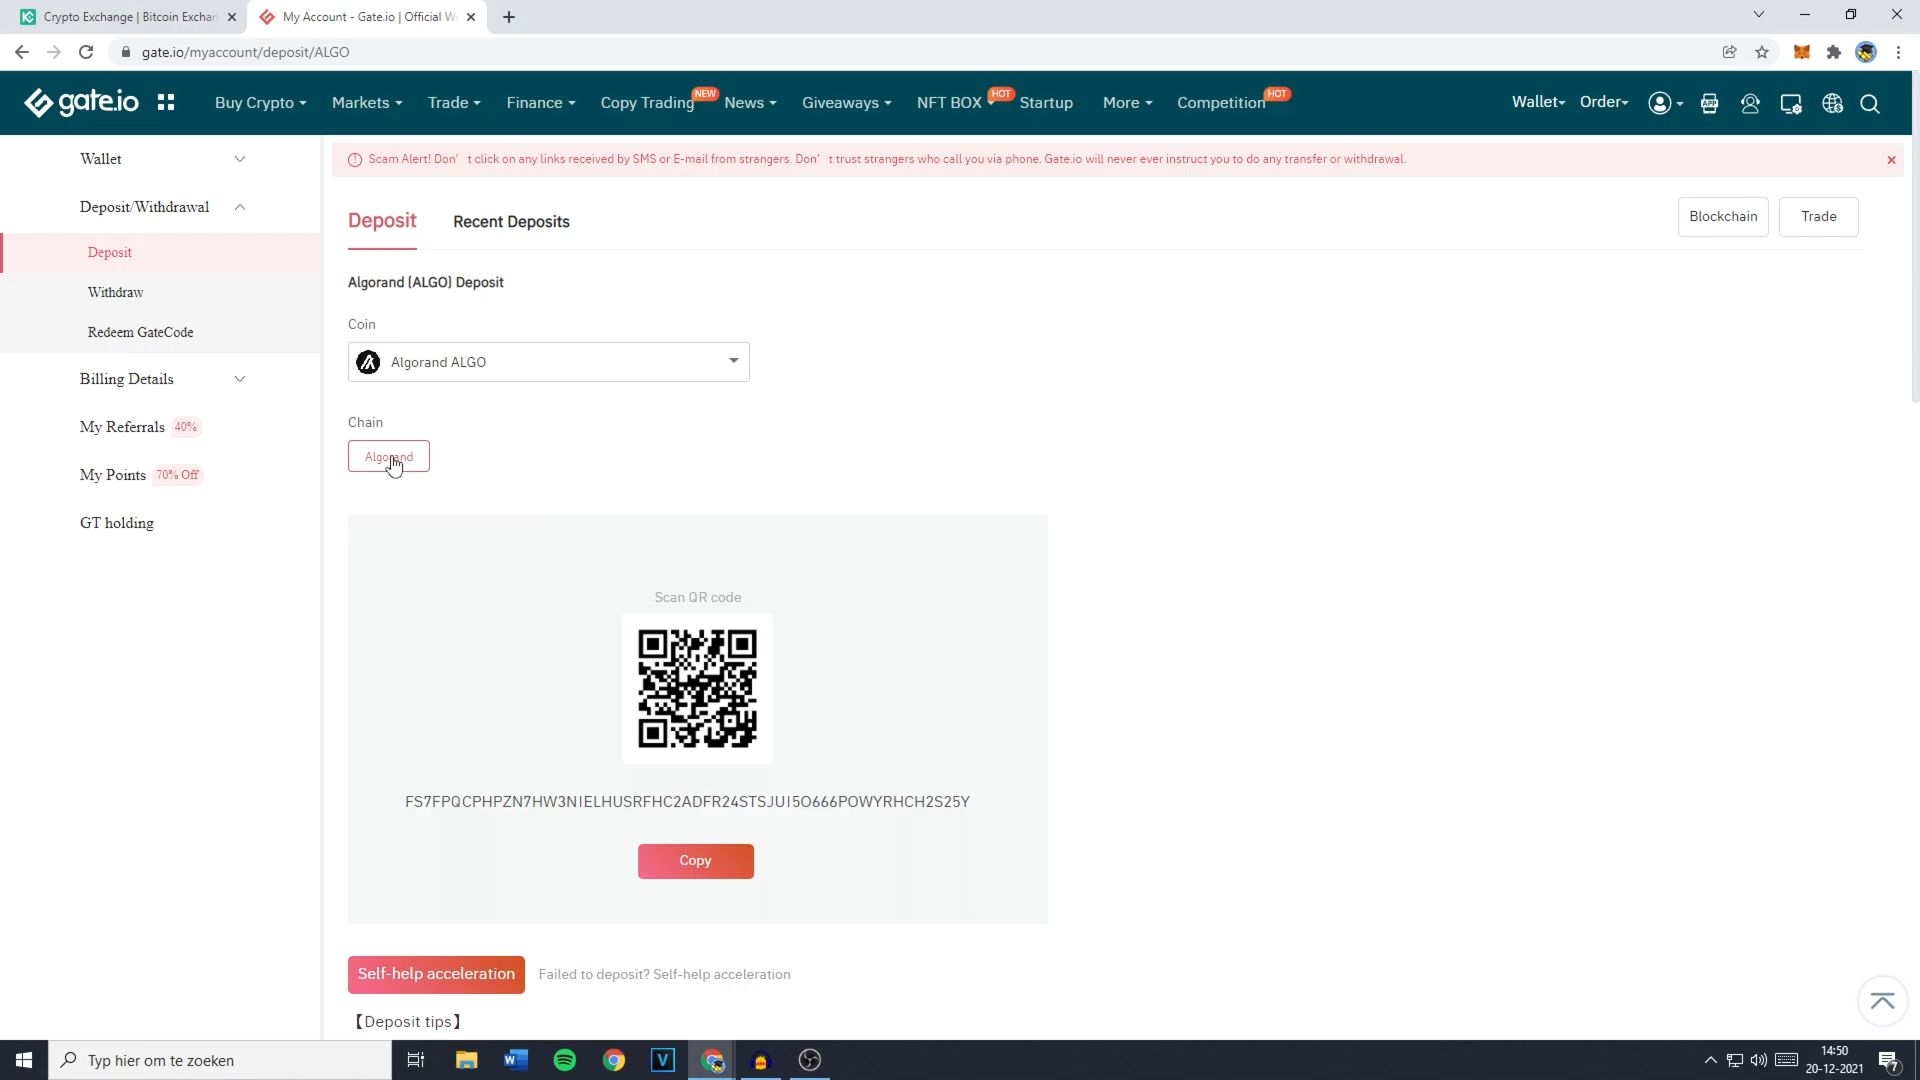 Crypto Exchange | Bitcoin Exchan
My Account - Gate.io | Official W
gate.io/myaccount/deposit/ALGO
gate.io
Buy Crypto
Markets
Trade
Finance
Copy Trading
NEW
News
Giveaways
NFT BOX
HOT
Startup
More
Competition
HOT
Wallet
Order
APP
Wallet
Deposit/Withdrawal
Deposit
Withdraw
Redeem GateCode
Billing Details
My Referrals 40%
My Points 70% Off
GT holding
Scam Alert! Don’t click on any links received by SMS or E-mail from strangers. Don’t trust strangers who call you via phone. Gate.io will never ever instruct you to do any transfer or withdrawal.
Deposit
Recent Deposits
Blockchain
Trade
Algorand (ALGO) Deposit
Coin
Algorand ALGO
Chain
Algorand
Scan QR code
FS7FPQCPHPZN7HW3NIELHUSRFHC2ADFR24STSJUI5O666POWYRHCH2S25Y
Copy
Self-help acceleration
Failed to deposit? Self-help acceleration
【Deposit tips】
Typ hier om te zoeken
14:50
20-12-2021
7